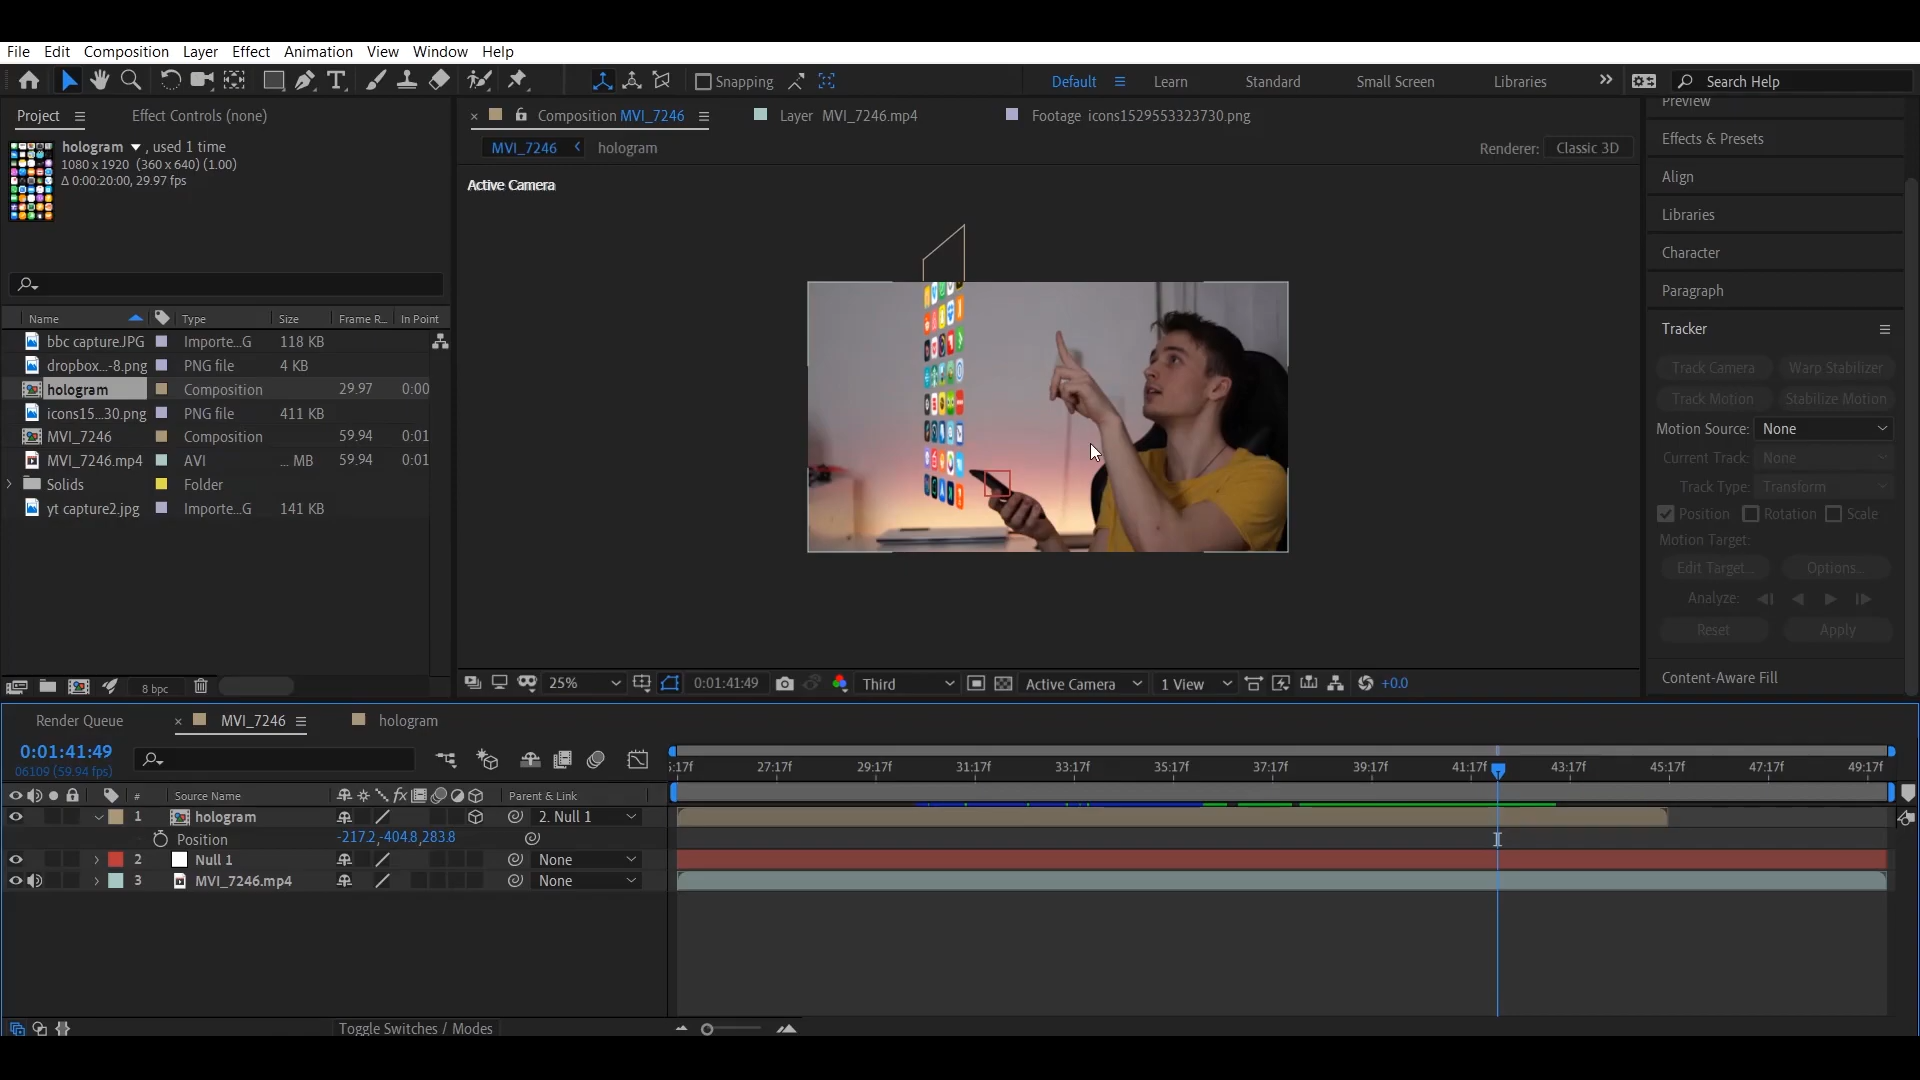 File Edit Composition Layer Effect Animation View Window Help
Snapping Default Learn Standard Small Screen Libraries Search Help
Project Effect Controls (none)
hologram , used 1 time
1080 x 1920 (360 x 640) (1.00)
Δ 0:00:20:00, 29.97 fps
Name Type Size Frame R... In Point
bbc capture.JPG Importe...G 118 KB
dropbox...-8.png PNG file 4 KB
hologram Composition 29.97 0:00
icons15...30.png PNG file 411 KB
MVI_7246 Composition 59.94 0:01
MVI_7246.mp4 AVI ... MB 59.94 0:01
Solids Folder
yt capture2.jpg Importe...G 141 KB
8 bpc
Composition MVI_7246 Layer MVI_7246.mp4 Footage icons1529553323730.png
MVI_7246 hologram Renderer: Classic 3D
Active Camera
25% 0:01:41:49 Third Active Camera 1 View +0.0
Preview
Effects & Presets
Align
Libraries
Character
Paragraph
Tracker
Track Camera Warp Stabilizer
Track Motion Stabilize Motion
Motion Source: None
Current Track: None
Track Type: Transform
Position Rotation Scale
Motion Target:
Edit Target... Options...
Analyze:
Reset Apply
Content-Aware Fill
Render Queue MVI_7246 hologram
0:01:41:49
06109 (59.94 fps)
:17f 27:17f 29:17f 31:17f 33:17f 35:17f 37:17f 39:17f 41:17f 43:17f 45:17f 47:17f 49:17f
# Source Name fx Parent & Link
1 hologram 2. Null 1
Position -217.2,-404.8,283.8
2 Null 1 None
3 MVI_7246.mp4 None
Toggle Switches / Modes